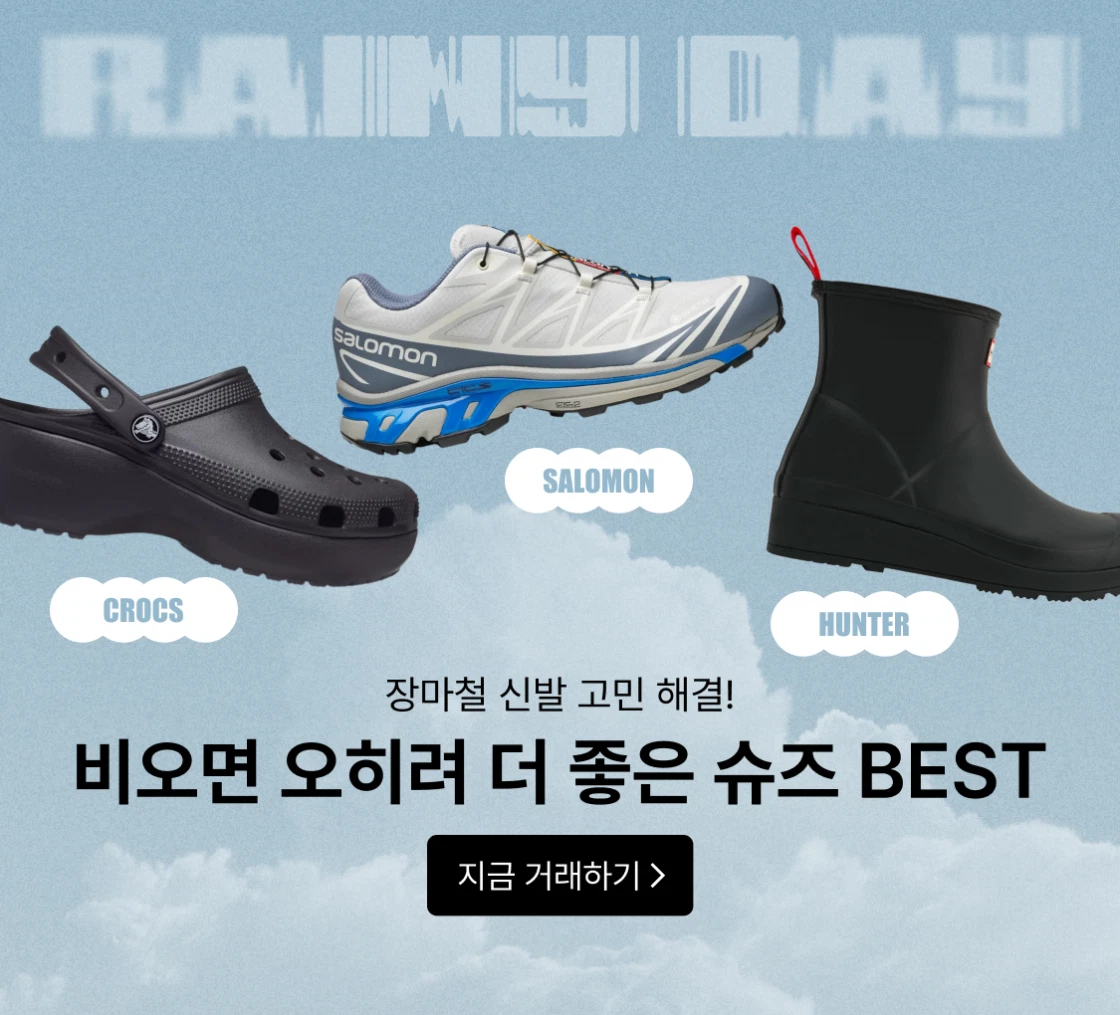 RAINY DAY
salomon
SALOMON
CROCS
HUNTER
장마철 신발 고민 해결!
비오면 오히려 더 좋은 슈즈 BEST
지금 거래하기 >